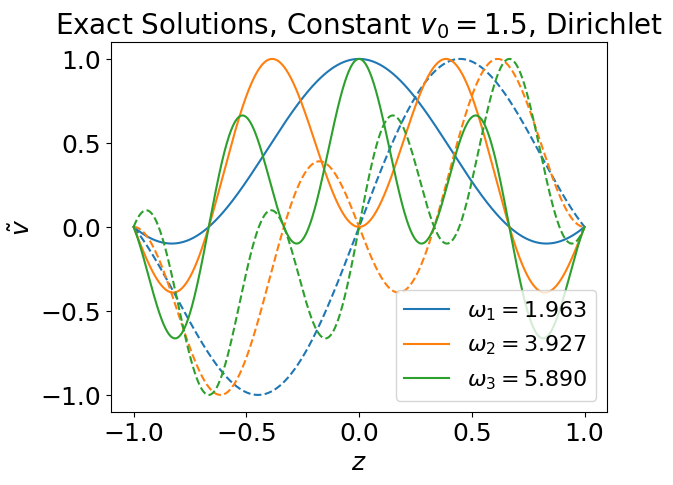 Exact Solutions, Constant $v_0 = 1.5$, Dirichlet
1.0
0.5
0.0
−0.5
−1.0
$\tilde{v}$
$\omega_1 = 1.963$
$\omega_2 = 3.927$
$\omega_3 = 5.890$
−1.0 −0.5 0.0 0.5 1.0
$z$